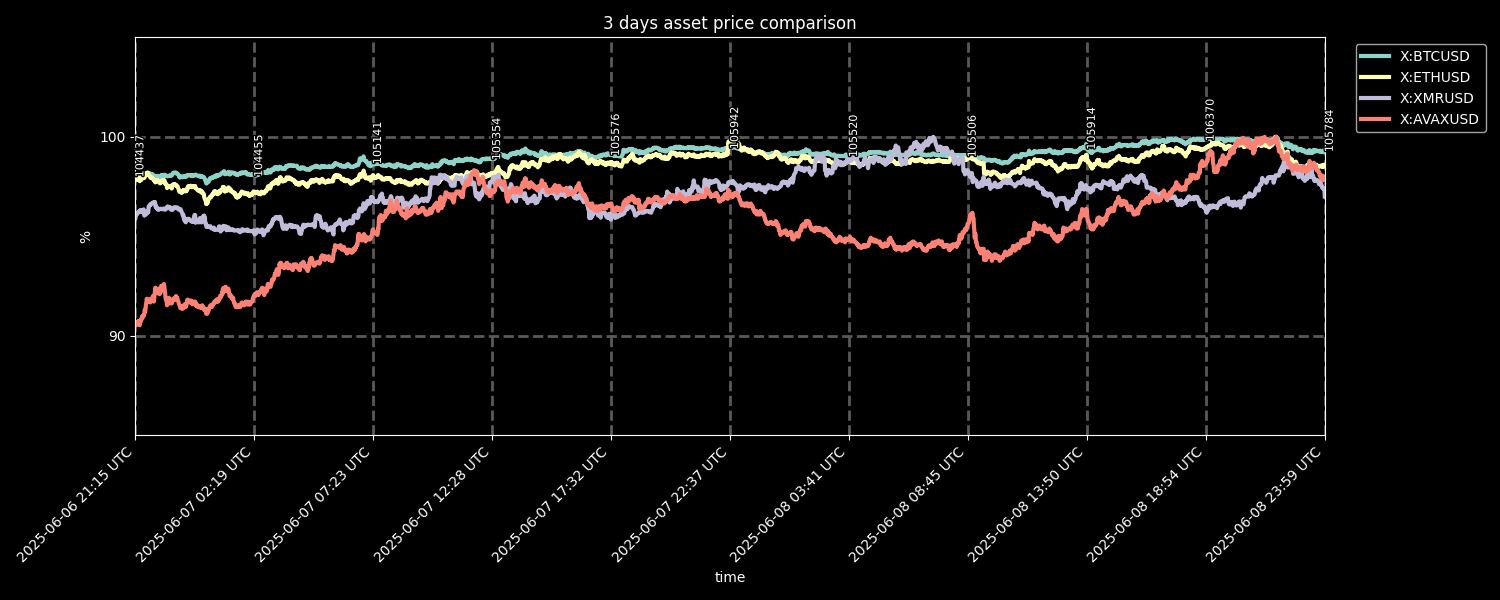 3 days asset price comparison
X:BTCUSD
X:ETHUSD
X:XMRUSD
X:AVAXUSD
100
90
%
104437
104455
105141
105354
105576
105942
105520
105506
105914
106370
105784
2025-06-06 21:15 UTC
2025-06-07 02:19 UTC
2025-06-07 07:23 UTC
2025-06-07 12:28 UTC
2025-06-07 17:32 UTC
2025-06-07 22:37 UTC
2025-06-08 03:41 UTC
2025-06-08 08:45 UTC
2025-06-08 13:50 UTC
2025-06-08 18:54 UTC
2025-06-08 23:59 UTC
time